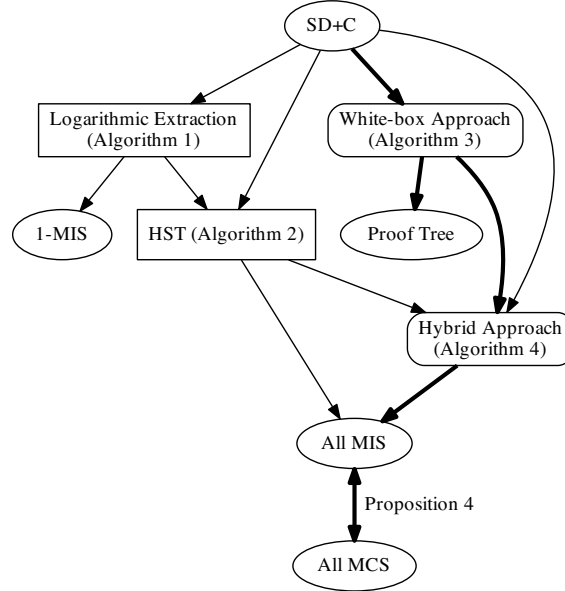 SD+C
Logarithmic Extraction
(Algorithm 1)
White-box Approach
(Algorithm 3)
1-MIS
HST (Algorithm 2)
Proof Tree
Hybrid Approach
(Algorithm 4)
All MIS
Proposition 4
All MCS